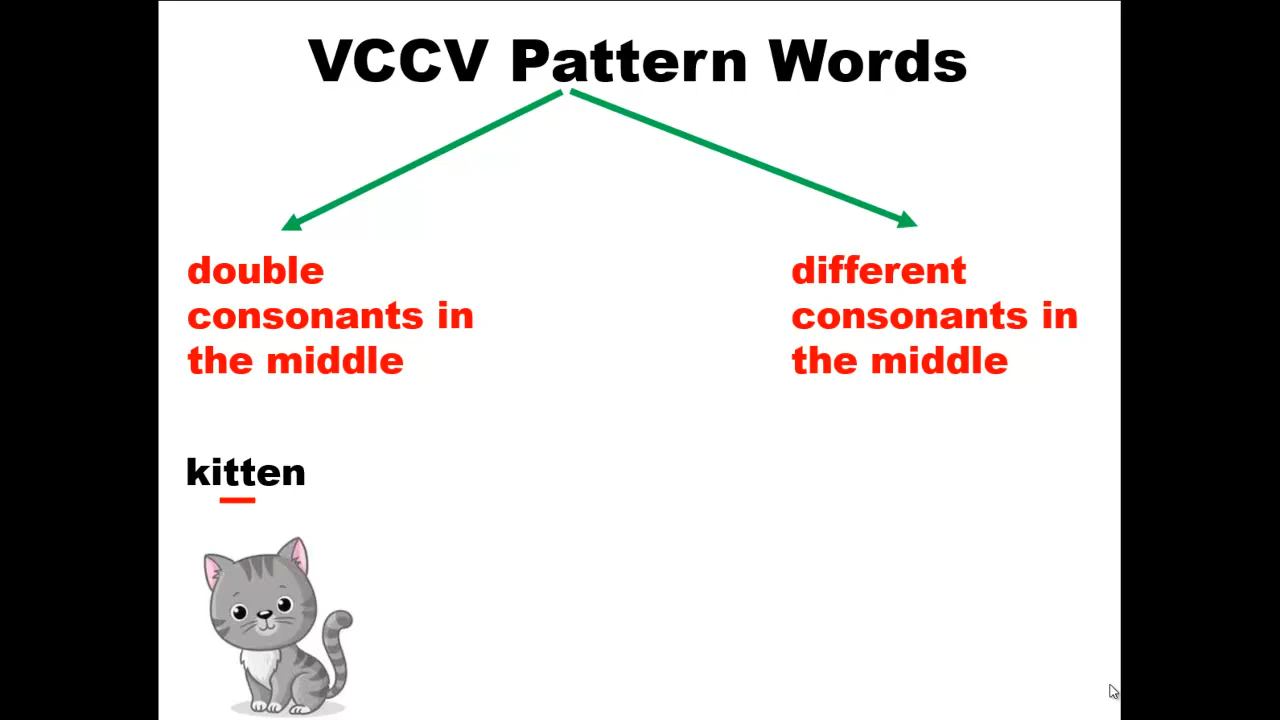 VCCV Pattern Words
double
consonants in
the middle
different
consonants in
the middle
kitten